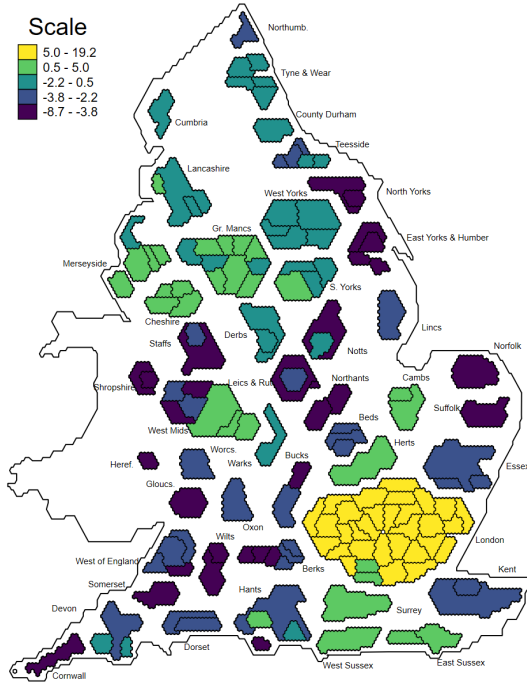 Scale
5.0 - 19.2
0.5 - 5.0
-2.2 - 0.5
-3.8 - -2.2
-8.7 - -3.8
Northumb.
Tyne & Wear
County Durham
Cumbria
Teesside
Lancashire
West Yorks
North Yorks
Gr. Mancs
East Yorks & Humber
Merseyside
S. Yorks
Cheshire
Lincs
Derbs
Staffs
Notts
Norfolk
Shropshire
Leics & Rut
Northants
Cambs
Suffolk
Beds
West Mids
Herts
Worcs.
Bucks
Heref.
Warks
Essex
Gloucs.
Oxon
Wilts
London
West of England
Berks
Kent
Somerset
Hants
Devon
Surrey
Dorset
West Sussex
East Sussex
Cornwall